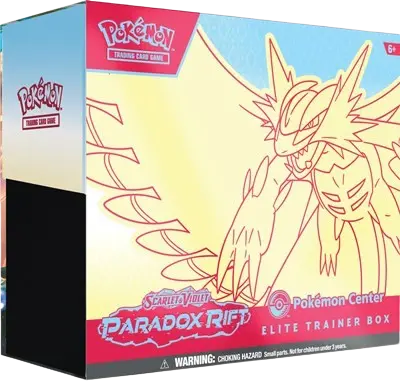 POKÉMON
TRADING CARD GAME
6+
POKÉMON
TRADING CARD GAME
SCARLET & VIOLET
PARADOX RIFT
Pokémon Center
ELITE TRAINER BOX
WARNING: CHOKING HAZARD Small parts. Not for children under 3 years.